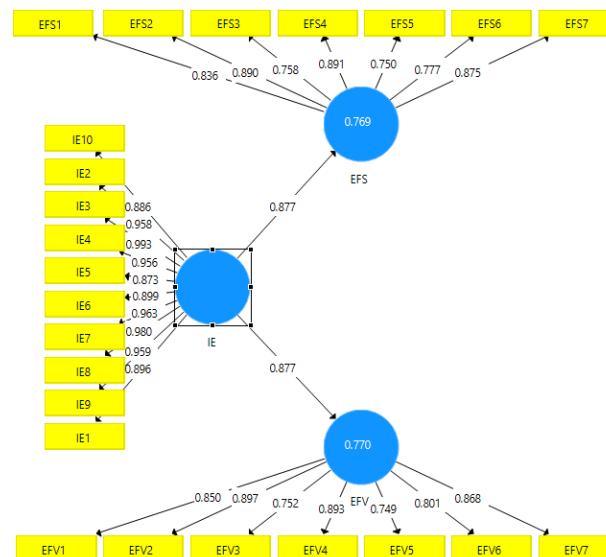 EFS1 EFS2 EFS3 EFS4 EFS5 EFS6 EFS7
0.836 0.890 0.758 0.891 0.750 0.777 0.875
0.769
EFS
IE10
IE2
IE3
IE4
IE5
IE6
IE7
IE8
IE9
IE1
0.886
0.958
0.993
0.956
0.873
0.899
0.963
0.980
0.959
0.896
IE
0.877
0.877
0.770
EFV
0.850 0.897 0.752 0.893 0.749 0.801 0.868
EFV1 EFV2 EFV3 EFV4 EFV5 EFV6 EFV7